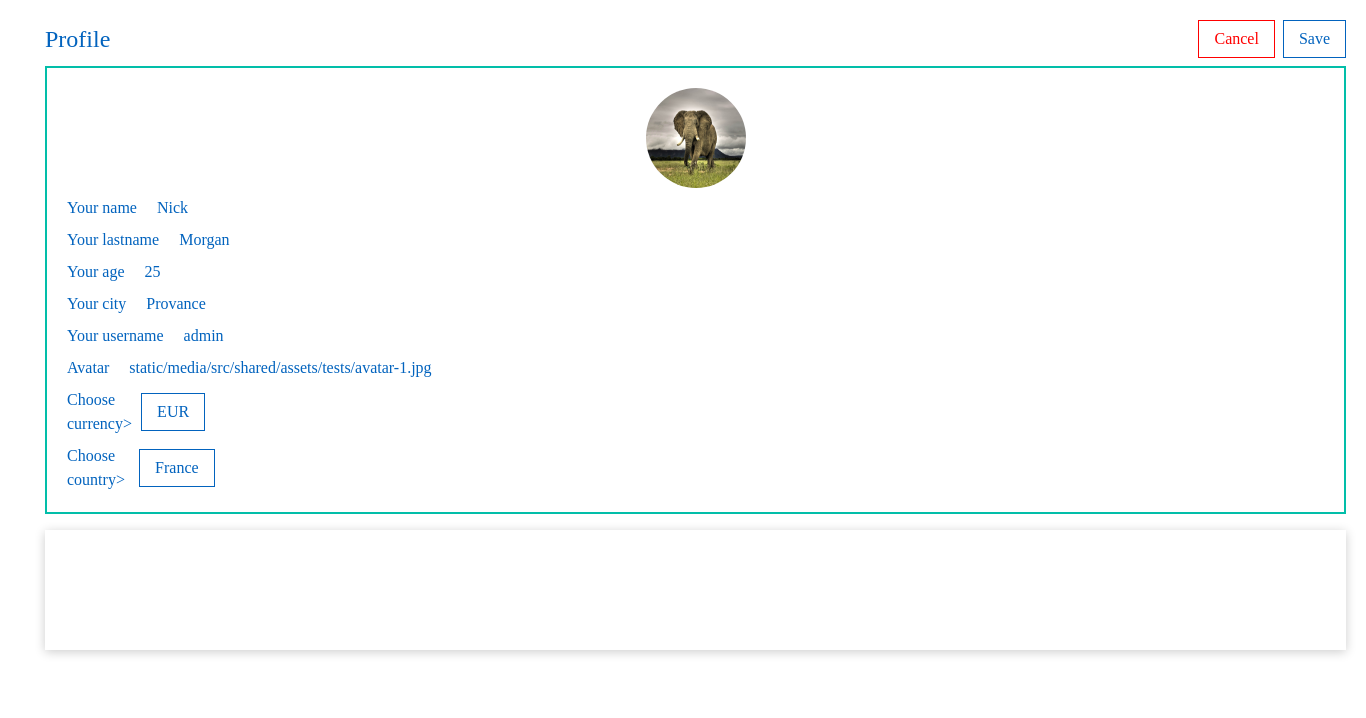 Profile
Cancel
Save
Your name Nick
Your lastname Morgan
Your age 25
Your city Provance
Your username admin
Avatar static/media/src/shared/assets/tests/avatar-1.jpg
Choose
currency>
EUR
Choose
country>
France